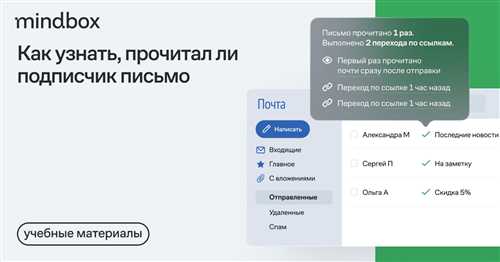 mindbox
Как узнать, прочитал ли
подписчик письмо
учебные материалы
Письмо прочитано 1 раз.
Выполнено 2 перехода по ссылкам.
Первый раз прочитано
почти сразу после отправки
Переход по ссылке 1 час назад
Переход по ссылке 1 час назад
Почта
Написать
Входящие
Главное
С вложениями
Отправленные
Удаленные
Спам
Александра М Последние новости
Сергей П На заметку
Ольга А Скидка 5%